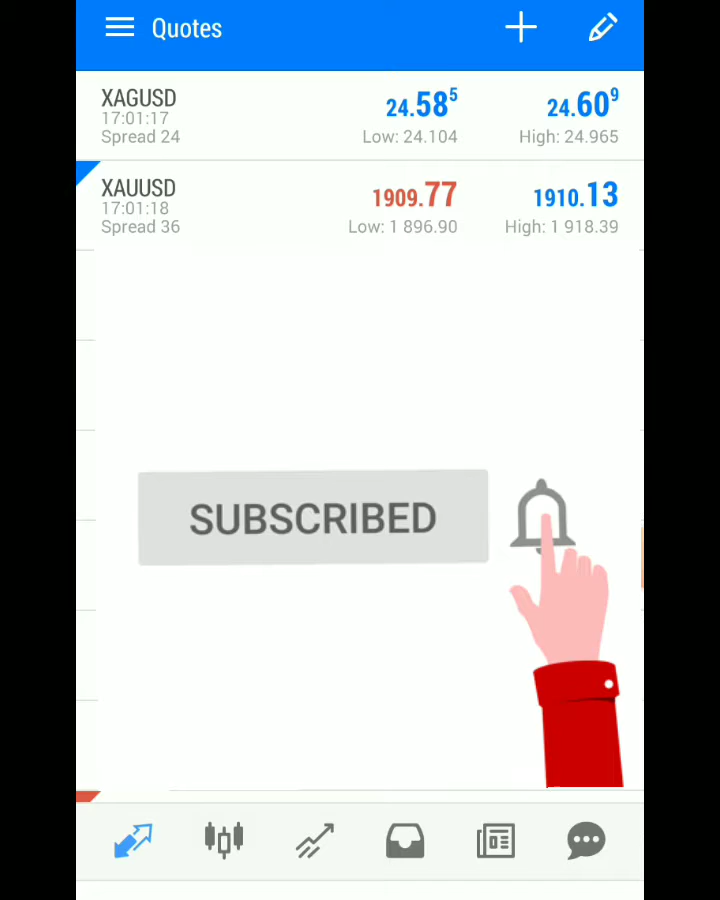 Quotes
XAGUSD
17:01:17
Spread 24
24.585
Low: 24.104
24.609
High: 24.965
XAUUSD
17:01:18
Spread 36
1909.77
Low: 1 896.90
1910.13
High: 1 918.39
SUBSCRIBED